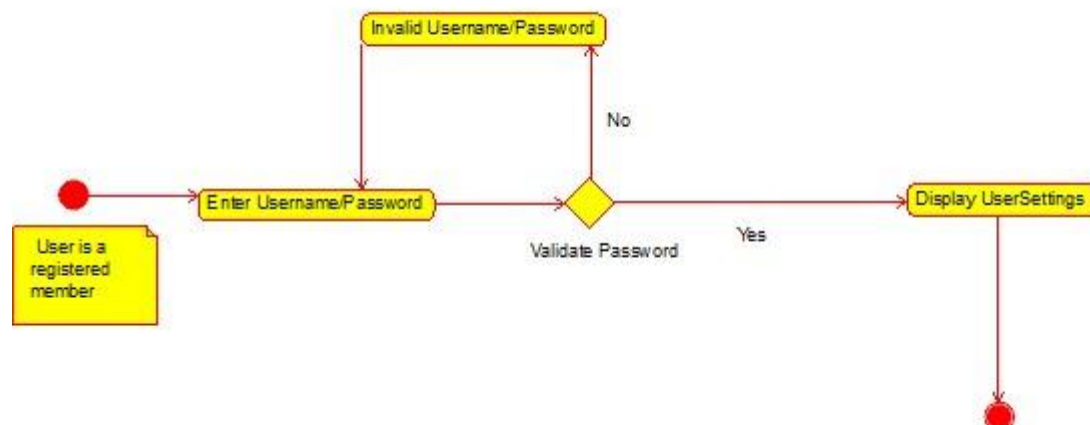 Invalid Username/Password
No
Enter Username/Password
Display UserSettings
Yes
Validate Password
User is a
registered
member